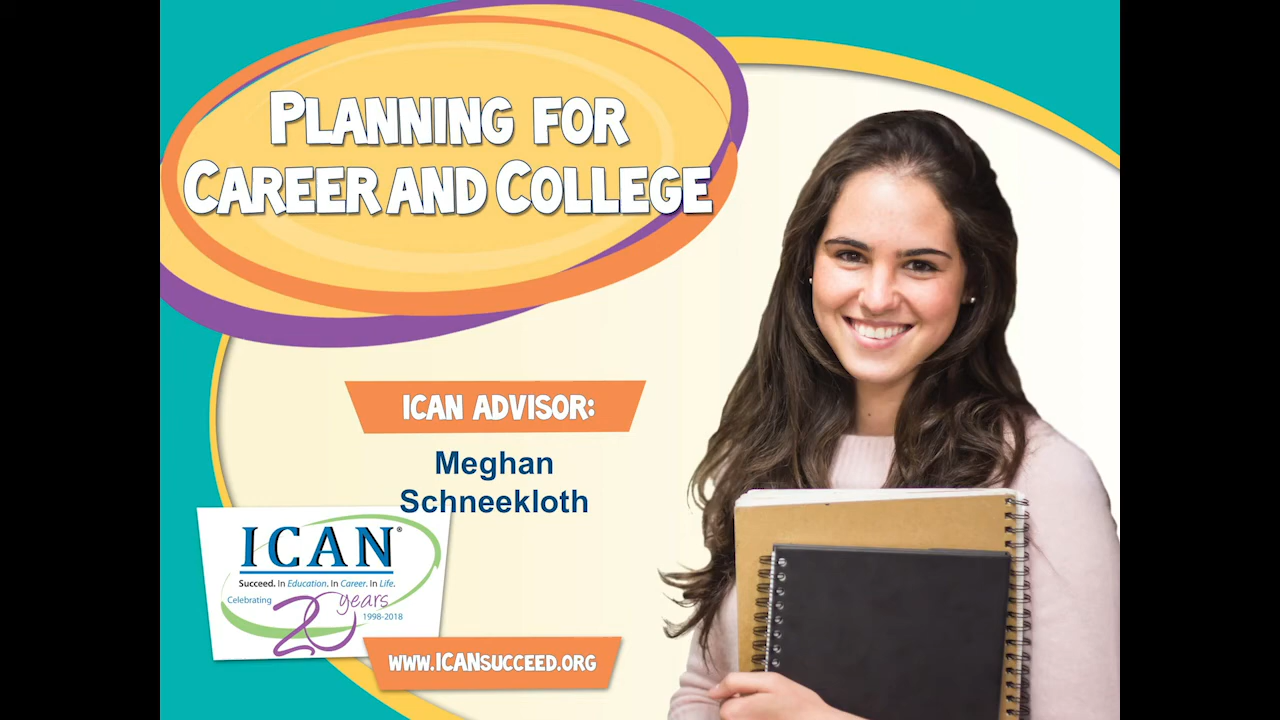 PLANNING FOR
CAREER AND COLLEGE
ICAN ADVISOR:
Meghan
Schneekloth
ICAN®
Succeed. In Education. In Career. In Life.
Celebrating 20 years
1998-2018
www.ICANsucceed.org